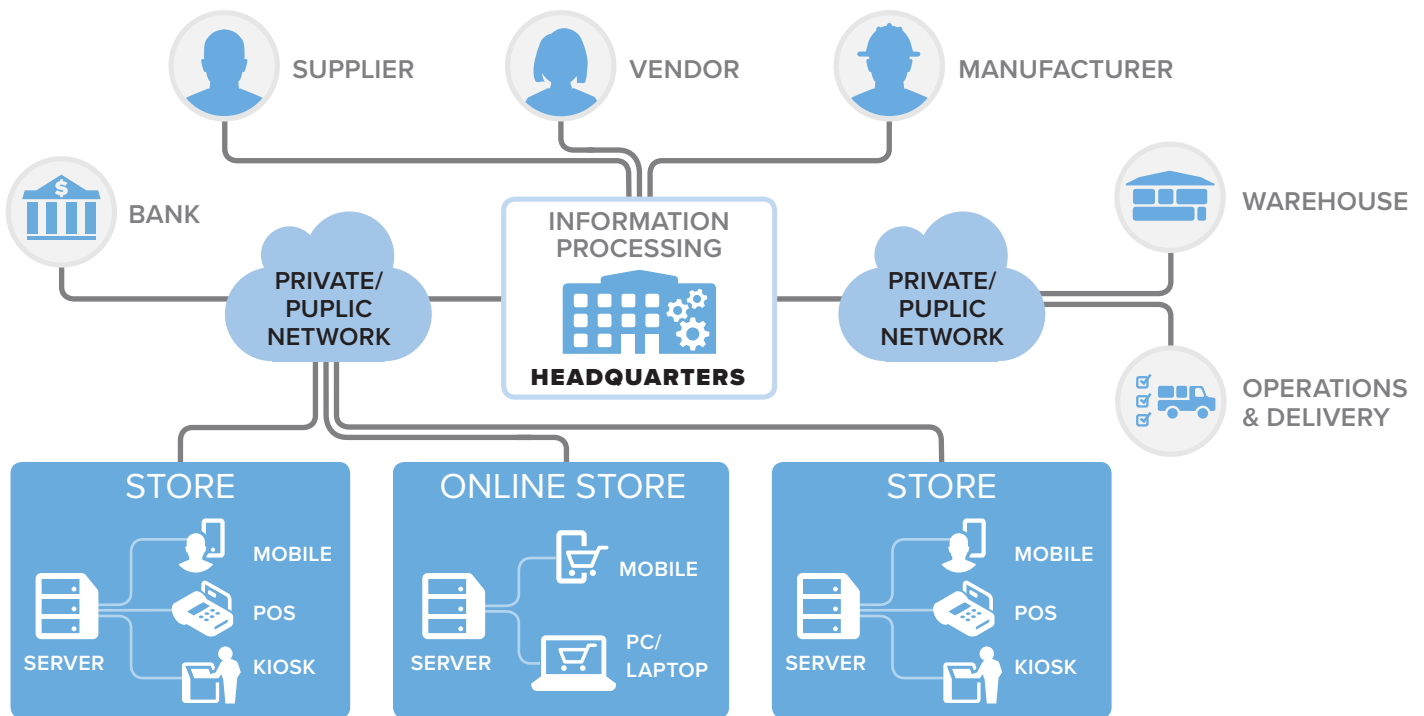 SUPPLIER
VENDOR
MANUFACTURER
BANK
$
PRIVATE/
PUPLIC
NETWORK
INFORMATION
PROCESSING
HEADQUARTERS
PRIVATE/
PUPLIC
NETWORK
WAREHOUSE
OPERATIONS
& DELIVERY
STORE
MOBILE
POS
SERVER
KIOSK
ONLINE STORE
MOBILE
SERVER
PC/
LAPTOP
STORE
MOBILE
POS
SERVER
KIOSK